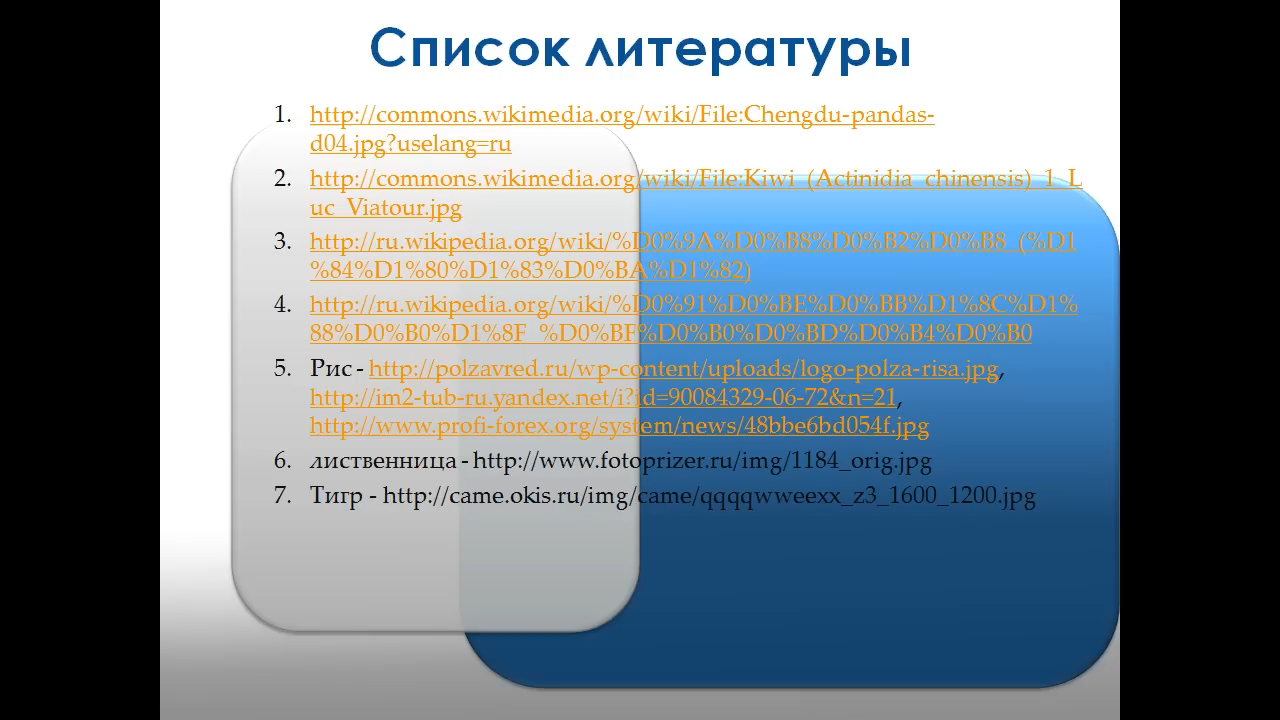 Список литературы
1. http://commons.wikimedia.org/wiki/File:Chengdu-pandas-
d04.jpg?uselang=ru
2. http://commons.wikimedia.org/wiki/File:Kiwi_(Actinidia_chinensis)_1_L
uc_Viatour.jpg
3. http://ru.wikipedia.org/wiki/%D0%9A%D0%B8%D0%B2%D0%B8_(%D1
%84%D1%80%D1%83%D0%BA%D1%82)
4. http://ru.wikipedia.org/wiki/%D0%91%D0%BE%D0%BB%D1%8C%D1%
88%D0%B0%D1%8F_%D0%BF%D0%B0%D0%BD%D0%B4%D0%B0
5. Рис - http://polzavred.ru/wp-content/uploads/logo-polza-risa.jpg,
http://im2-tub-ru.yandex.net/i?id=90084329-06-72&n=21,
http://www.profi-forex.org/system/news/48bbe6bd054f.jpg
6. лиственница - http://www.fotoprizer.ru/img/1184_orig.jpg
7. Тигр - http://came.okis.ru/img/came/qqqqwweexx_z3_1600_1200.jpg